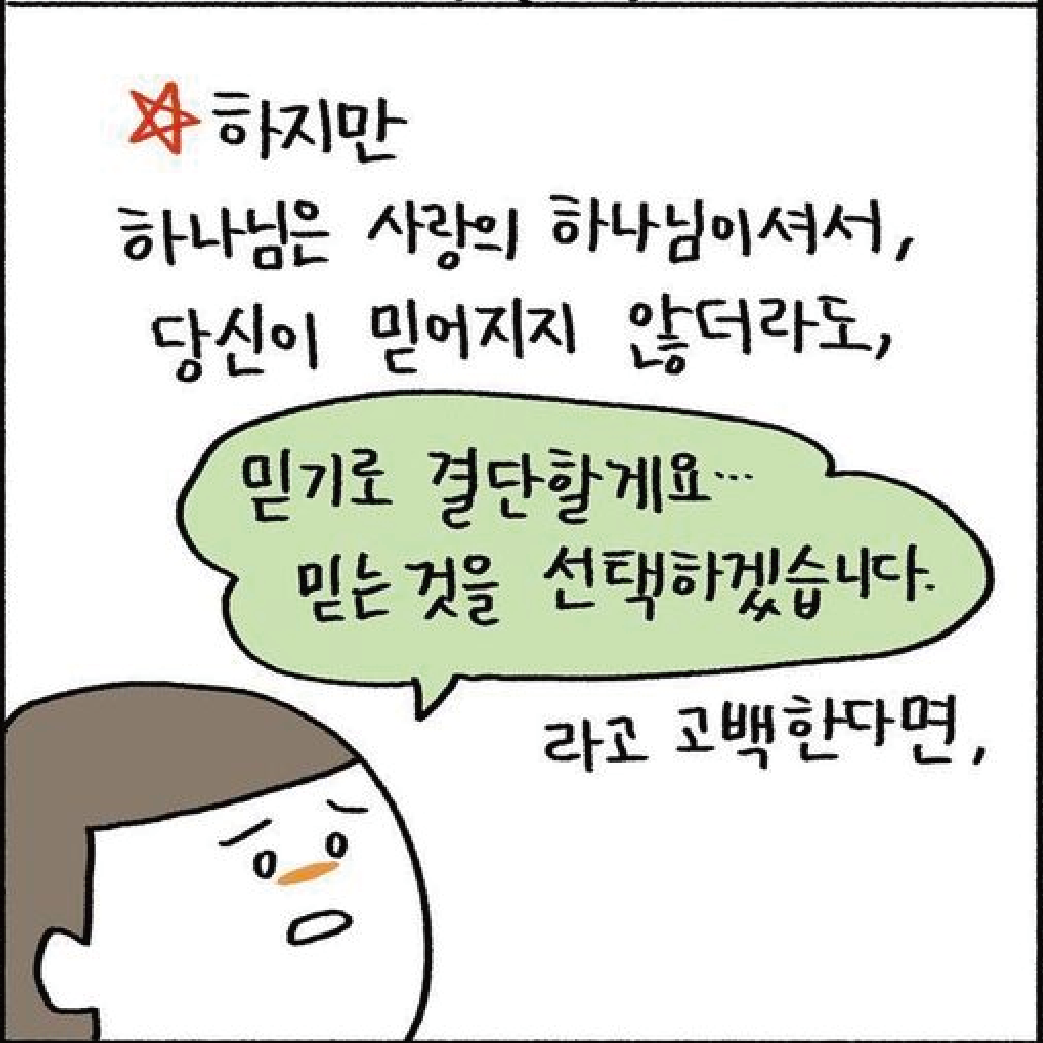 하지만
하나님은 사랑의 하나님이셔서,
당신이 믿어지지 않더라도,
믿기로 결단할게요…
믿는 것을 선택하겠습니다.
라고 고백한다면,